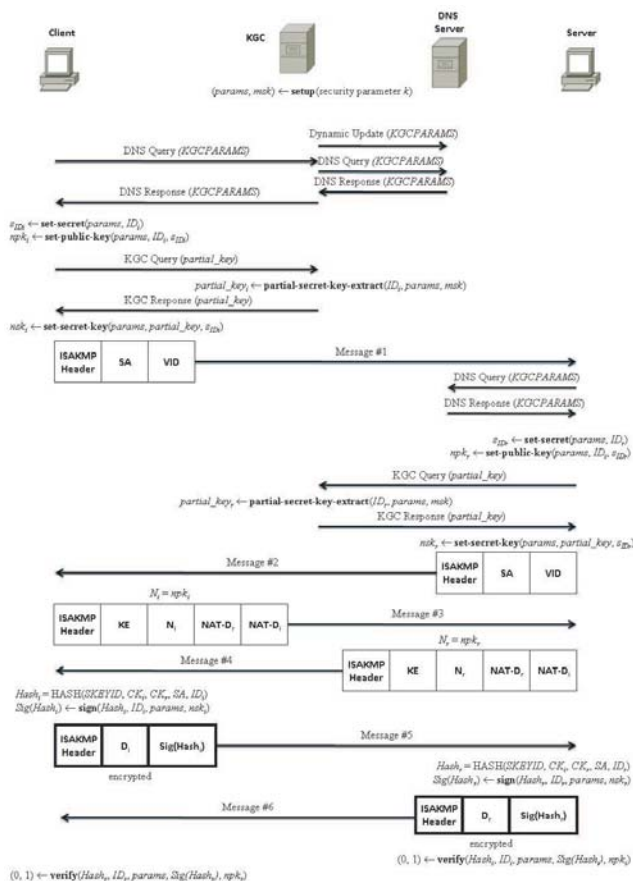 Client
KGC
DNS
Server
Server
(params, msk) ← setup(security parameter k)
Dynamic Update (KGCPARAMS)
DNS Query (KGCPARAMS)
DNS Query (KGCPARAMS)
DNS Response (KGCPARAMS)
DNS Response (KGCPARAMS)
s_IDi ← set-secret(params, ID_i)
npk_i ← set-public-key(params, ID_i, s_IDi)
KGC Query (partial_key)
partial_key_i ← partial-secret-key-extract(ID_i, params, msk)
KGC Response (partial_key)
nsk_i ← set-secret-key(params, partial_key, s_IDi)
ISAKMP Header SA VID
Message #1
DNS Query (KGCPARAMS)
DNS Response (KGCPARAMS)
s_IDr ← set-secret(params, ID_r)
npk_r ← set-public-key(params, ID_r, s_IDr)
KGC Query (partial_key)
partial_key_r ← partial-secret-key-extract(ID_r, params, msk)
KGC Response (partial_key)
nsk_r ← set-secret-key(params, partial_key, s_IDr)
Message #2
ISAKMP Header SA VID
N_i = npk_i
ISAKMP Header KE N_i NAT-D_r NAT-D_i
Message #3
N_r = npk_r
Message #4
ISAKMP Header KE N_r NAT-D_r NAT-D_i
Hash_i = HASH(SKEYID, CK_i, CK_r, SA, ID_i)
Sig(Hash_i) ← sign(Hash_i, ID_i, params, nsk_i)
ISAKMP Header D_i Sig(Hash_i)
Message #5
encrypted
Hash_r = HASH(SKEYID, CK_i, CK_r, SA, ID_r)
Sig(Hash_r) ← sign(Hash_r, ID_r, params, nsk_r)
Message #6
ISAKMP Header D_r Sig(Hash_r)
encrypted
(0, 1) ← verify(Hash_i, ID_i, params, Sig(Hash_i), npk_i)
(0, 1) ← verify(Hash_r, ID_r, params, Sig(Hash_r), npk_r)